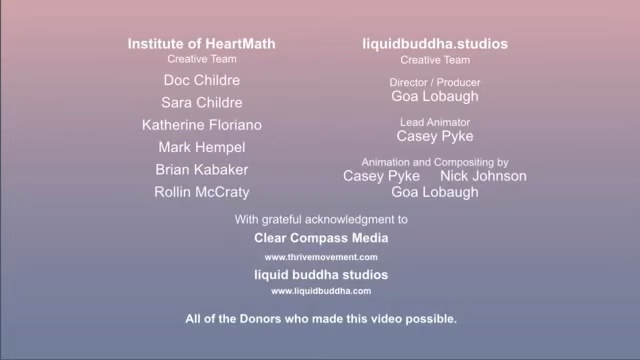 Institute of HeartMath
Creative Team
Doc Childre
Sara Childre
Katherine Floriano
Mark Hempel
Brian Kabaker
Rollin McCraty
liquidbuddha.studios
Creative Team
Director / Producer
Goa Lobaugh
Lead Animator
Casey Pyke
Animation and Compositing by
Casey Pyke Nick Johnson
Goa Lobaugh
With grateful acknowledgment to
Clear Compass Media
www.thrivemovement.com
liquid buddha studios
www.liquidbuddha.com
All of the Donors who made this video possible.